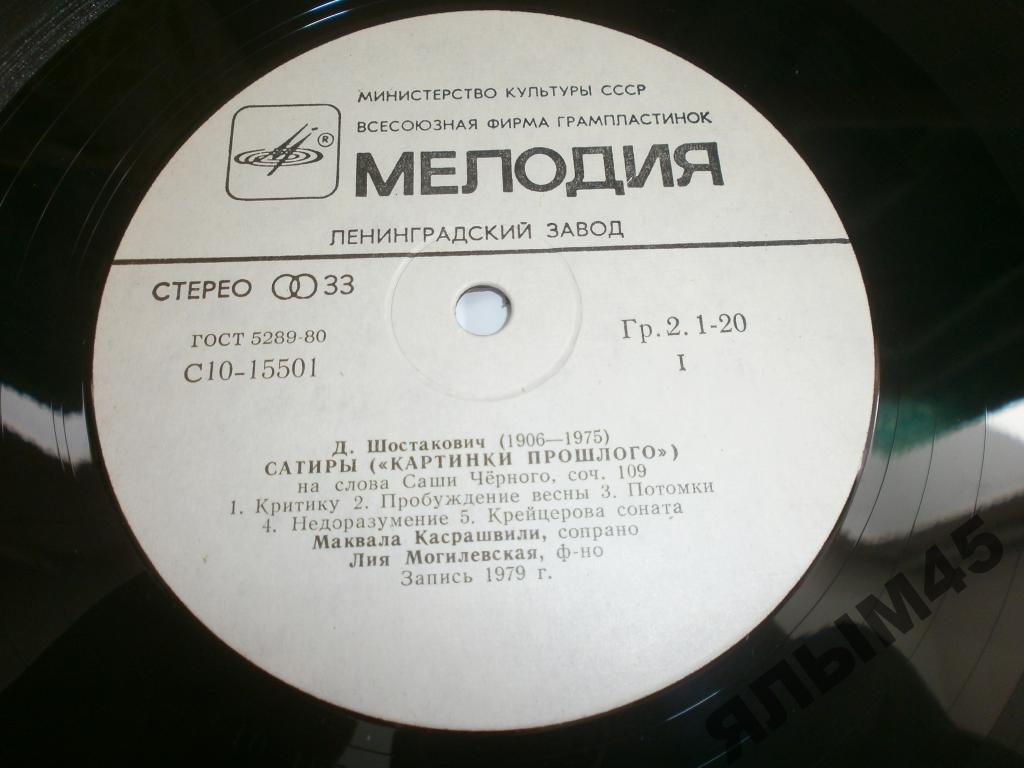 МИНИСТЕРСТВО КУЛЬТУРЫ СССР
ВСЕСОЮЗНАЯ ФИРМА ГРАМПЛАСТИНОК
®
МЕЛОДИЯ
ЛЕНИНГРАДСКИЙ ЗАВОД
СТЕРЕО 33
ГОСТ 5289-80
С10-15501
Гр. 2. 1-20
I
Д. Шостакович (1906—1975)
САТИРЫ («КАРТИНКИ ПРОШЛОГО»)
на слова Саши Чёрного, соч. 109
1. Критику 2. Пробуждение весны 3. Потомки
4. Недоразумение 5. Крейцерова соната
Маквала Касрашвили, сопрано
Лия Могилевская, ф-но
Запись 1979 г.
ЯЛЫМ45